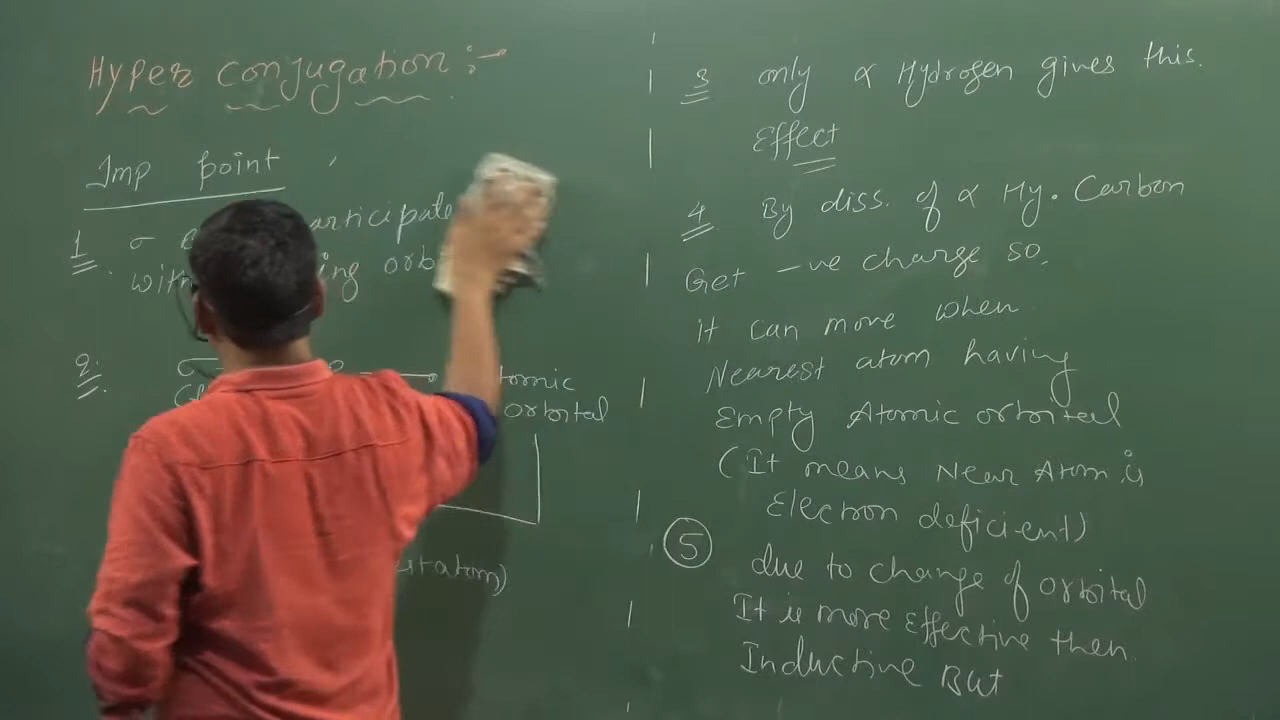 Hyper conjugation :-
Imp point
1 σ participate
with ing orb
2. σ
atomic
orbital
3 only α Hydrogen gives this.
Effect
4 By diss. of α Hy. Carbon
Get -ve charge so,
it can move when
Nearest atom having
Empty Atomic orbital
(It means Near Atom is
Electron deficient)
5 due to change of orbital
It is more Effective then
Inductive But